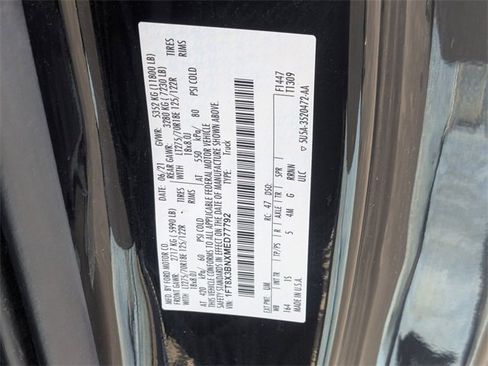 MFD. BY FORD MOTOR CO.
DATE: 06/21 GVWR: 5352 KG (11800 LB)
FRONT GAWR: 2717 KG (5990 LB) REAR GAWR: 3280 KG (7230 LB)
WITH LT275/70R18E 125/122R TIRES WITH LT275/70R18E 125/122R TIRES
18x8.0J RIMS 18x8.0J RIMS
AT 420 kPa/ 60 PSI COLD AT 550 kPa/ 80 PSI COLD
THIS VEHICLE CONFORMS TO ALL APPLICABLE FEDERAL MOTOR VEHICLE
SAFETY STANDARDS IN EFFECT ON THE DATE OF MANUFACTURE SHOWN ABOVE.
VIN: 1FT8X3BNXMED77792
TYPE: Truck
F1447
T1309
EXT PNT: UM RC: 47 DSO:
WB INT TR TP/PS R AXLE TR SPR
164 1S 5 4M G RRNN
MADE IN U.S.A. ULC
5U5A-3520472-AA